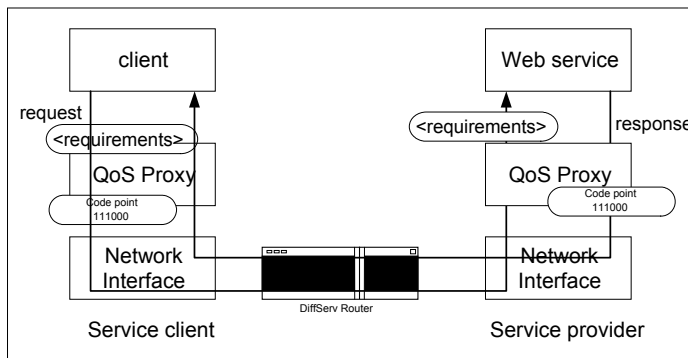 client
Web service
request
response
<requirements>
<requirements>
QoS Proxy
QoS Proxy
Code point
111000
Code point
111000
Network
Interface
Network
Interface
DiffServ Router
Service client
Service provider